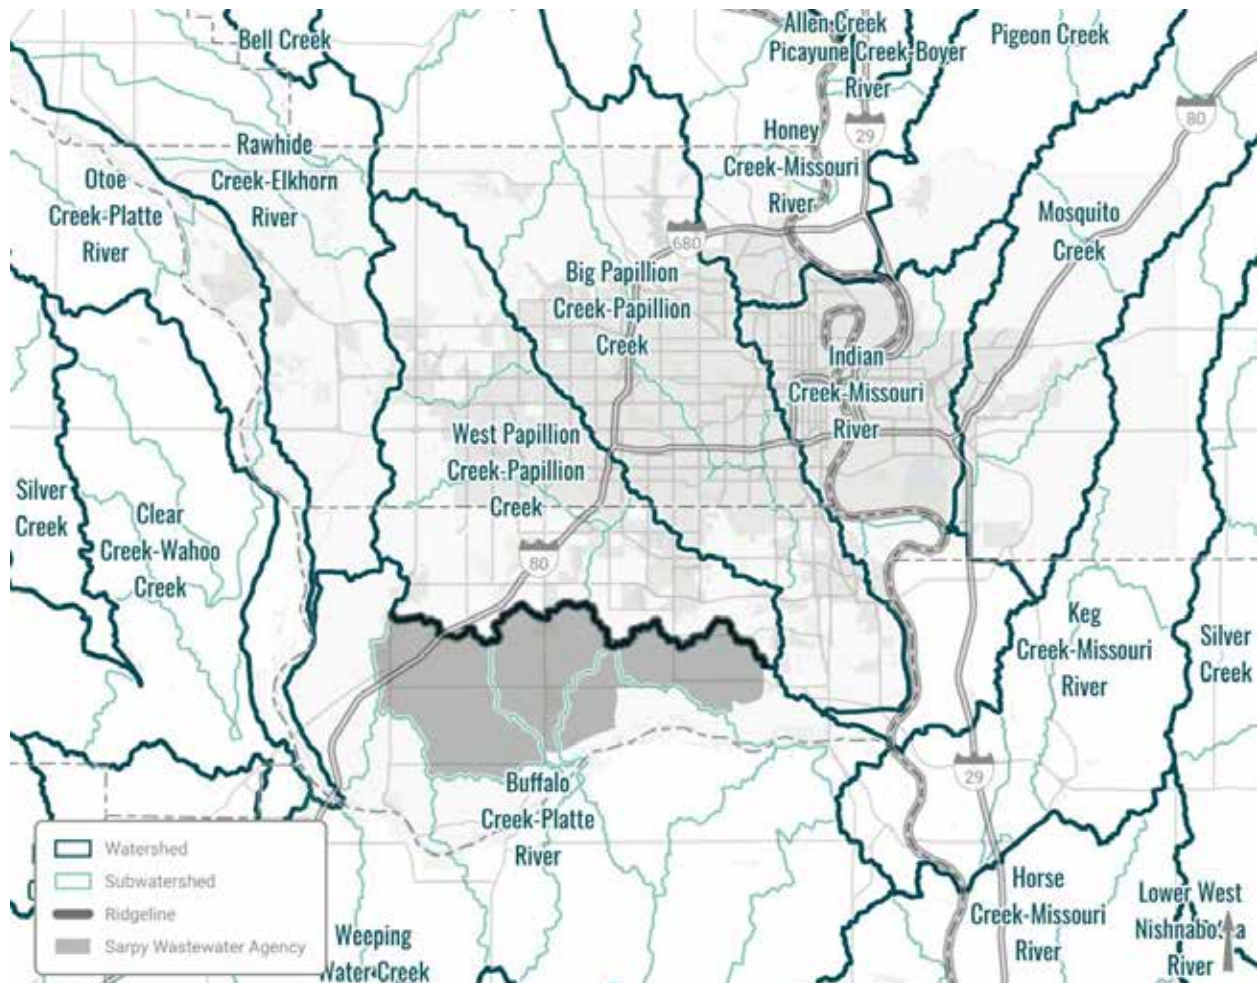 Bell Creek
Allen Creek
Picayune Creek-Boyer
River
Pigeon Creek
80
29
Rawhide
Creek-Elkhorn
River
Honey
Creek-Missouri
River
Otoe
Creek-Platte
River
Mosquito
Creek
680
Big Papillion
Creek-Papillion
Creek
Indian
Creek-Missouri
River
West Papillion
Creek-Papillion
Creek
Silver
Creek
Clear
Creek-Wahoo
Creek
80
Keg
Creek-Missouri
River
Silver
Creek
29
Buffalo
Creek-Platte
River
Watershed
Subwatershed
Ridgeline
Sarpy Wastewater Agency
Weeping
Water Creek
Horse
Creek-Missouri
River
Lower West
River